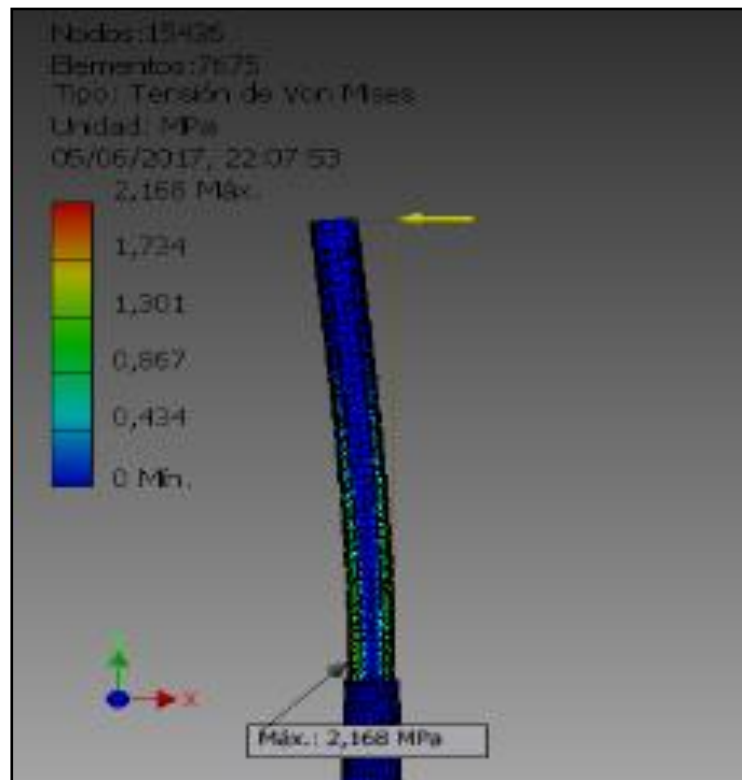 Nodos:15435
Elementos:7675
Tipo: Tensión de Von Mises
Unidad: MPa
05/06/2017, 22:07:53
2,168 Máx.
1,734
1,301
0,867
0,434
0 Mín.
X
Máx.: 2,168 MPa